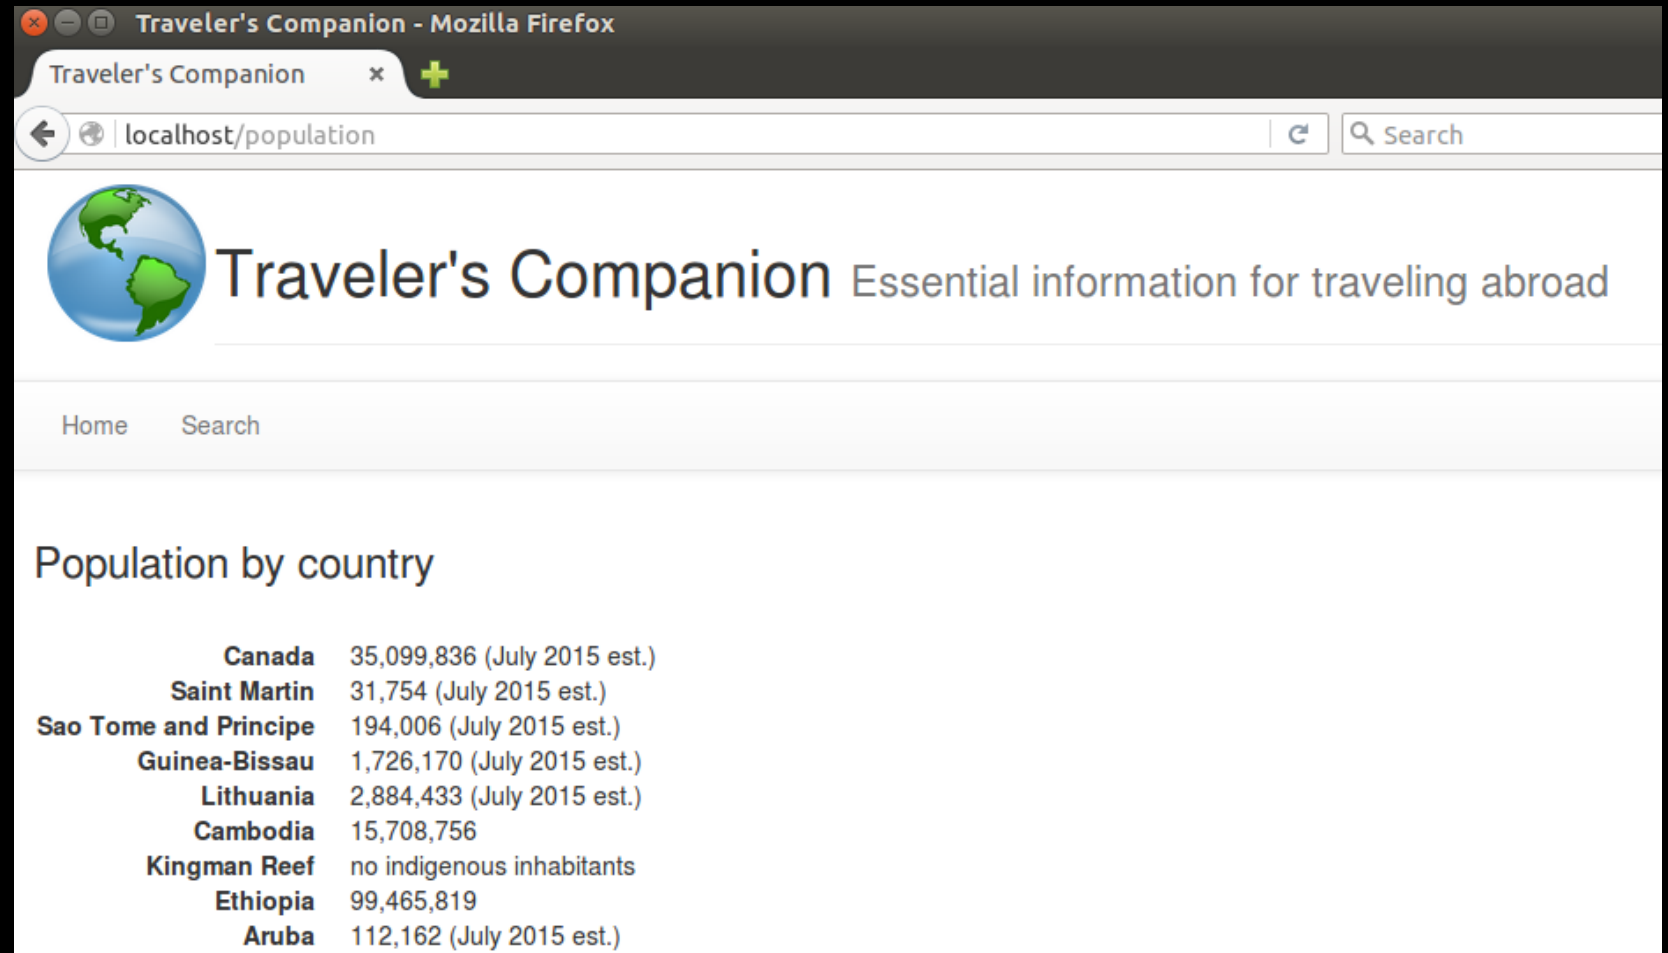 Traveler's Companion - Mozilla Firefox
Traveler's Companion
localhost/population
Search
Traveler's Companion Essential information for traveling abroad
Home Search
Population by country
Canada 35,099,836 (July 2015 est.)
Saint Martin 31,754 (July 2015 est.)
Sao Tome and Principe 194,006 (July 2015 est.)
Guinea-Bissau 1,726,170 (July 2015 est.)
Lithuania 2,884,433 (July 2015 est.)
Cambodia 15,708,756
Kingman Reef no indigenous inhabitants
Ethiopia 99,465,819
Aruba 112,162 (July 2015 est.)